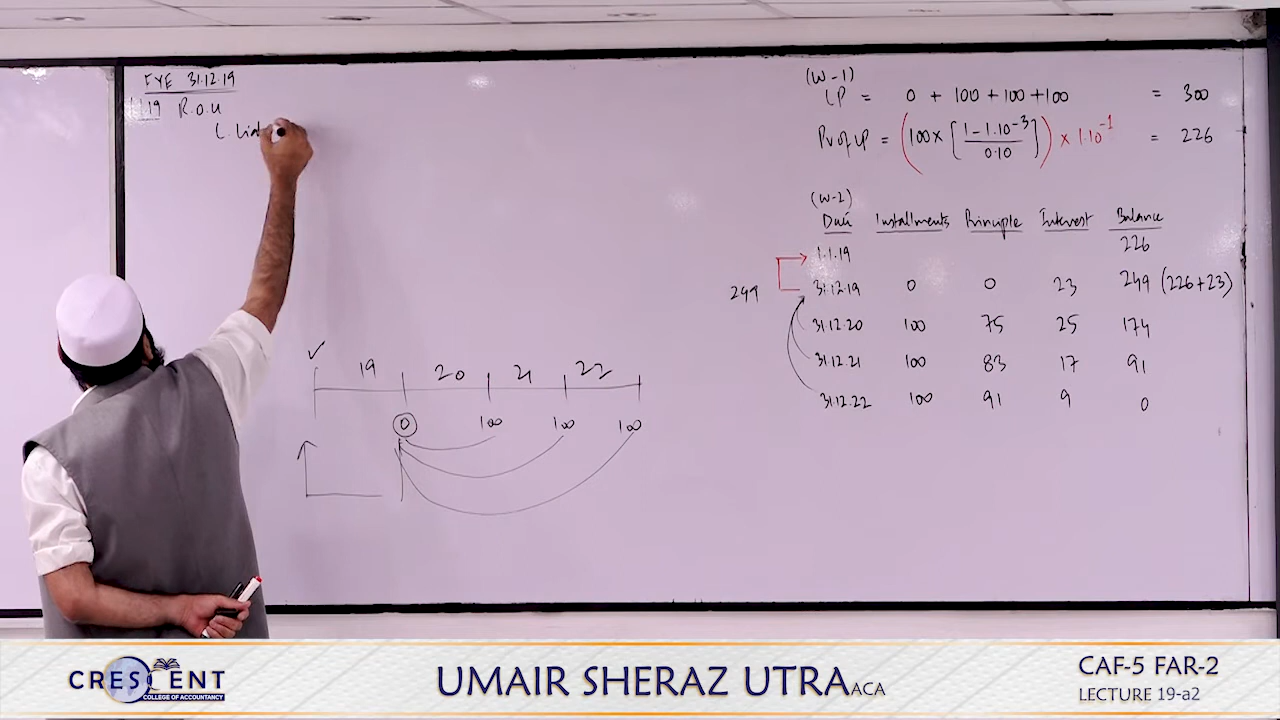 FYE 31.12.19
1.1.19 R.O.U
L. Liab
(W-1)
LP = 0 + 100 + 100 + 100 = 300
PV of LP = (100 x [1 - 1.10^-3 / 0.10]) x 1.10^-1 = 226
(W-2)
Date Installments Principle Interest Balance
1.1.19 226
249 31.12.19 0 0 23 249 (226+23)
31.12.20 100 75 25 174
31.12.21 100 83 17 91
31.12.22 100 91 9 0
✓ 19 20 21 22
0 100 100 100
CRESCENT
COLLEGE OF ACCOUNTANCY
UMAIR SHERAZ UTRA ACA
CAF-5 FAR-2
LECTURE 19-a2